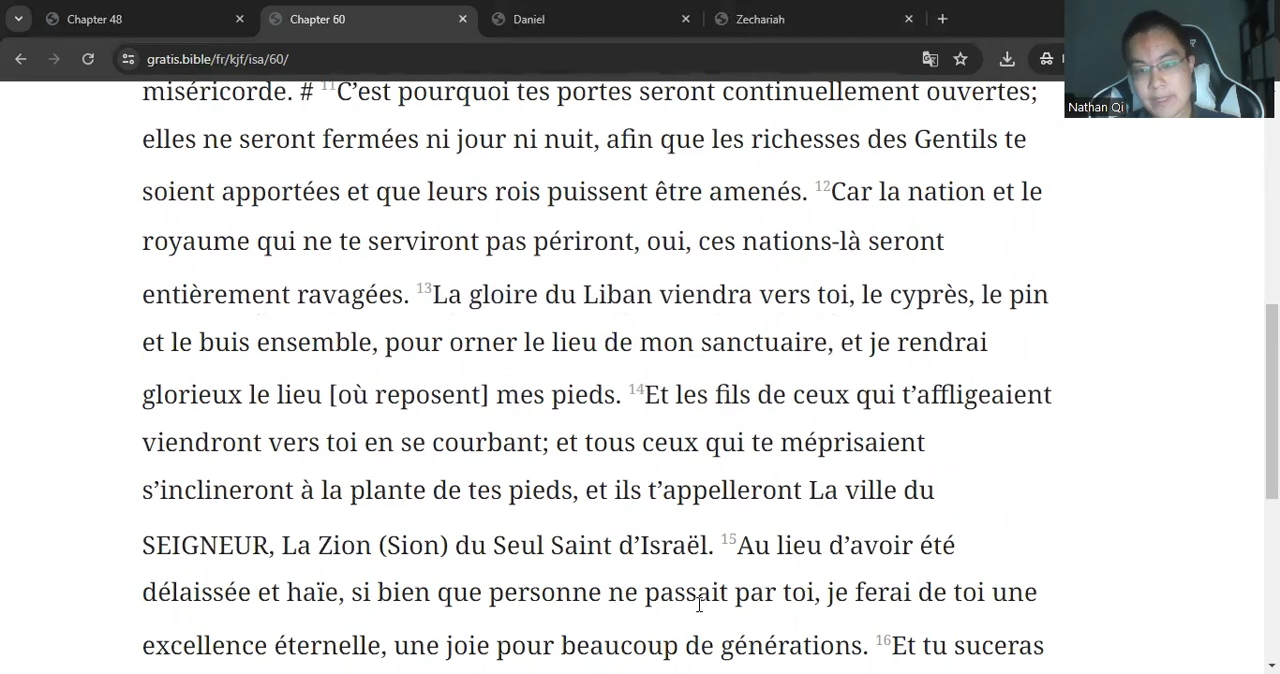 Chapter 48
Chapter 60
Daniel
Zechariah
gratis.bible/fr/kjf/isa/60/
Nathan Qi
miséricorde. # 11C’est pourquoi tes portes seront continuellement ouvertes;
elles ne seront fermées ni jour ni nuit, afin que les richesses des Gentils te
soient apportées et que leurs rois puissent être amenés. 12Car la nation et le
royaume qui ne te serviront pas périront, oui, ces nations-là seront
entièrement ravagées. 13La gloire du Liban viendra vers toi, le cyprès, le pin
et le buis ensemble, pour orner le lieu de mon sanctuaire, et je rendrai
glorieux le lieu [où reposent] mes pieds. 14Et les fils de ceux qui t’affligeaient
viendront vers toi en se courbant; et tous ceux qui te méprisaient
s’inclineront à la plante de tes pieds, et ils t’appelleront La ville du
SEIGNEUR, La Zion (Sion) du Seul Saint d’Israël. 15Au lieu d’avoir été
délaissée et haïe, si bien que personne ne passait par toi, je ferai de toi une
excellence éternelle, une joie pour beaucoup de générations. 16Et tu suceras